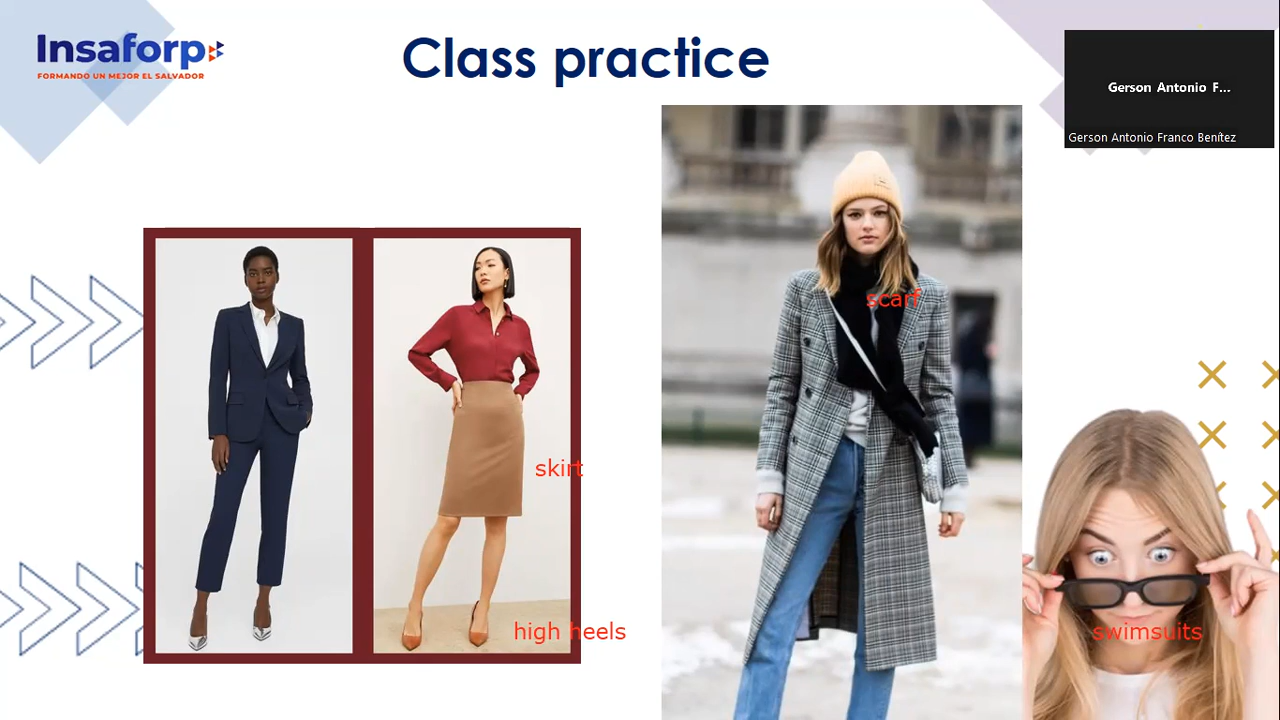 Insaforp
FORMANDO UN MEJOR EL SALVADOR
Class practice
Gerson Antonio F...
Gerson Antonio Franco Benítez
scarf
skirt
high heels
swimsuits